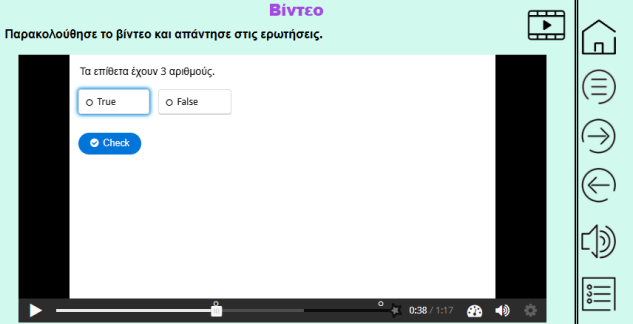 Βίντεο
Παρακολούθησε το βίντεο και απάντησε στις ερωτήσεις.
Τα επίθετα έχουν 3 αριθμούς.
True False
Check
0:38 / 1:17